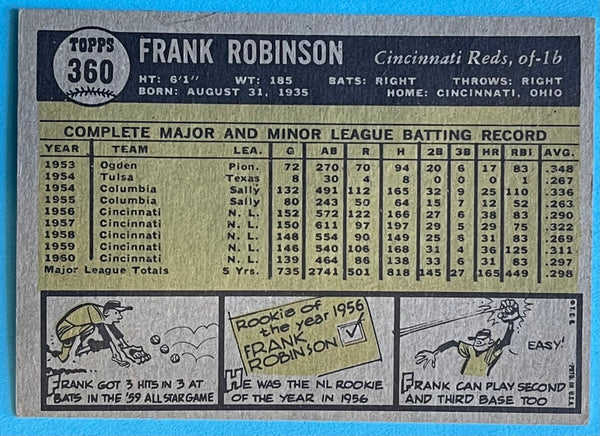 TOPPS
360
FRANK ROBINSON
Cincinnati Reds, of-1b
HT: 6'1" WT: 185 BATS: RIGHT THROWS: RIGHT
BORN: AUGUST 31, 1935 HOME: CINCINNATI, OHIO
COMPLETE MAJOR AND MINOR LEAGUE BATTING RECORD
YEAR TEAM LEA. G AB R H 2B 3B HR RBI AVG.
1953 Ogden Pion. 72 270 70 94 20 6 17 83 .348
1954 Tulsa Texas 8 30 4 8 0 0 0 1 .267
1954 Columbia Sally 132 491 112 165 32 9 25 110 .336
1955 Columbia Sally 80 243 50 64 15 7 12 52 .263
1956 Cincinnati N. L. 152 572 122 166 27 6 38 83 .290
1957 Cincinnati N. L. 150 611 97 197 29 5 29 75 .322
1958 Cincinnati N. L. 148 554 90 149 25 6 31 83 .269
1959 Cincinnati N. L. 146 540 106 168 31 4 36 125 .311
1960 Cincinnati N. L. 139 464 86 138 33 6 31 83 .297
Major League Totals 5 Yrs. 735 2741 501 818 145 27 165 449 .298
FRANK GOT 3 HITS IN 3 AT
BATS IN THE '59 ALL STAR GAME
Rookie of
the year 1956
FRANK
ROBINSON
HE WAS THE NL ROOKIE
OF THE YEAR IN 1956
EASY!
FRANK CAN PLAY SECOND
AND THIRD BASE TOO
© T.C.G. PRTD. IN U.S.A.